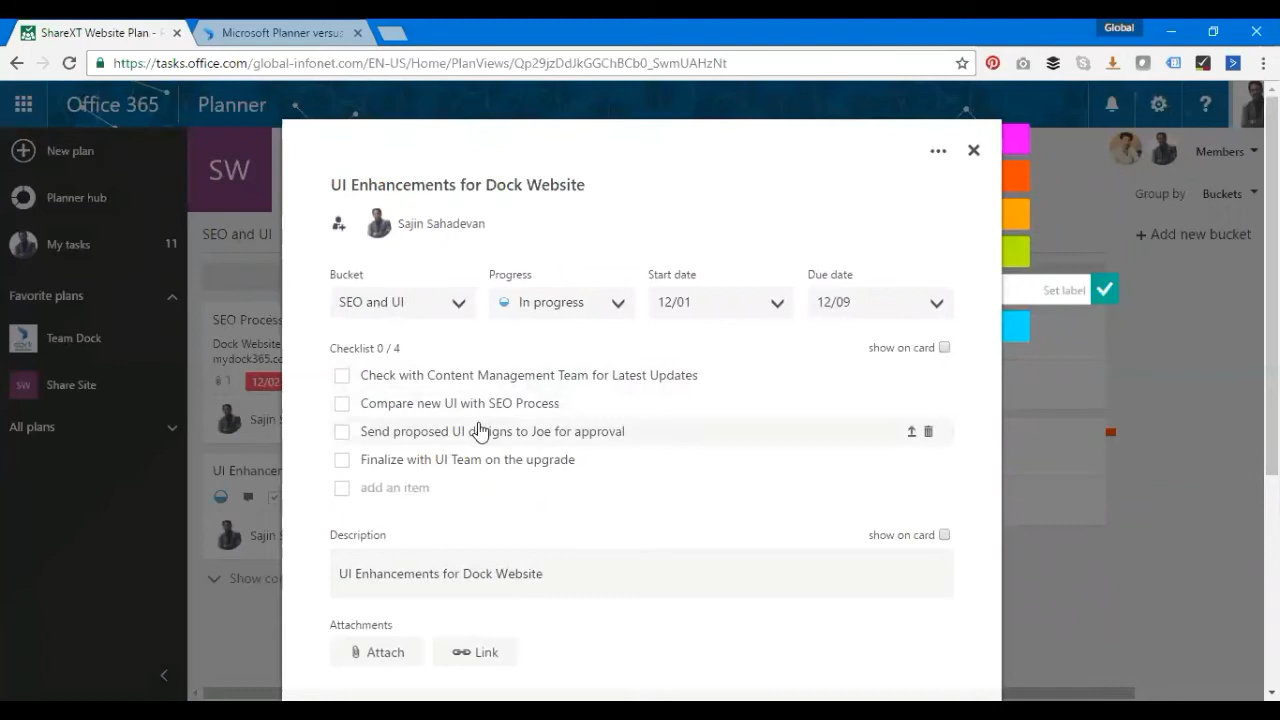 ShareXT Website Plan -
Microsoft Planner versu
Global
https://tasks.office.com/global-infonet.com/EN-US/Home/PlanViews/Qp29jzDdJkGGChBCb0_SwmUAHzNt
Office 365
Planner
New plan
Planner hub
My tasks
11
Favorite plans
Team Dock
SW
Share Site
All plans
SW
SEO and UI
SEO Process
Dock Website
mydock365.co
1
12/02
Sajin
UI Enhancem
Sajin
Show co
Members
Group by
Buckets
+ Add new bucket
UI Enhancements for Dock Website
Sajin Sahadevan
Bucket
Progress
Start date
Due date
SEO and UI
In progress
12/01
12/09
Checklist 0 / 4
show on card
Check with Content Management Team for Latest Updates
Compare new UI with SEO Process
Send proposed UI designs to Joe for approval
Finalize with UI Team on the upgrade
add an item
Description
show on card
UI Enhancements for Dock Website
Attachments
Attach
Link
Set label